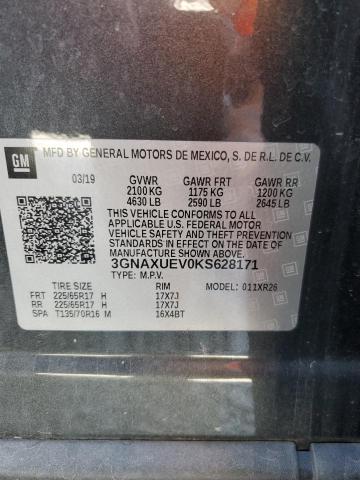 GM
MFD BY GENERAL MOTORS DE MEXICO, S. DE R.L. DE C.V.
03/19 GVWR GAWR FRT GAWR RR
2100 KG 1175 KG 1200 KG
4630 LB 2590 LB 2645 LB
THIS VEHICLE CONFORMS TO ALL
APPLICABLE U.S. FEDERAL MOTOR
VEHICLE SAFETY, BUMPER, AND THEFT
PREVENTION STANDARDS IN
EFFECT ON THE DATE OF
MANUFACTURE SHOWN ABOVE.
3GNAXUEV0KS628171
TYPE: M.P.V.
TIRE SIZE RIM MODEL: 011XR26
FRT 225/65R17 H 17X7J
RR 225/65R17 H 17X7J
SPA T135/70R16 M 16X4BT